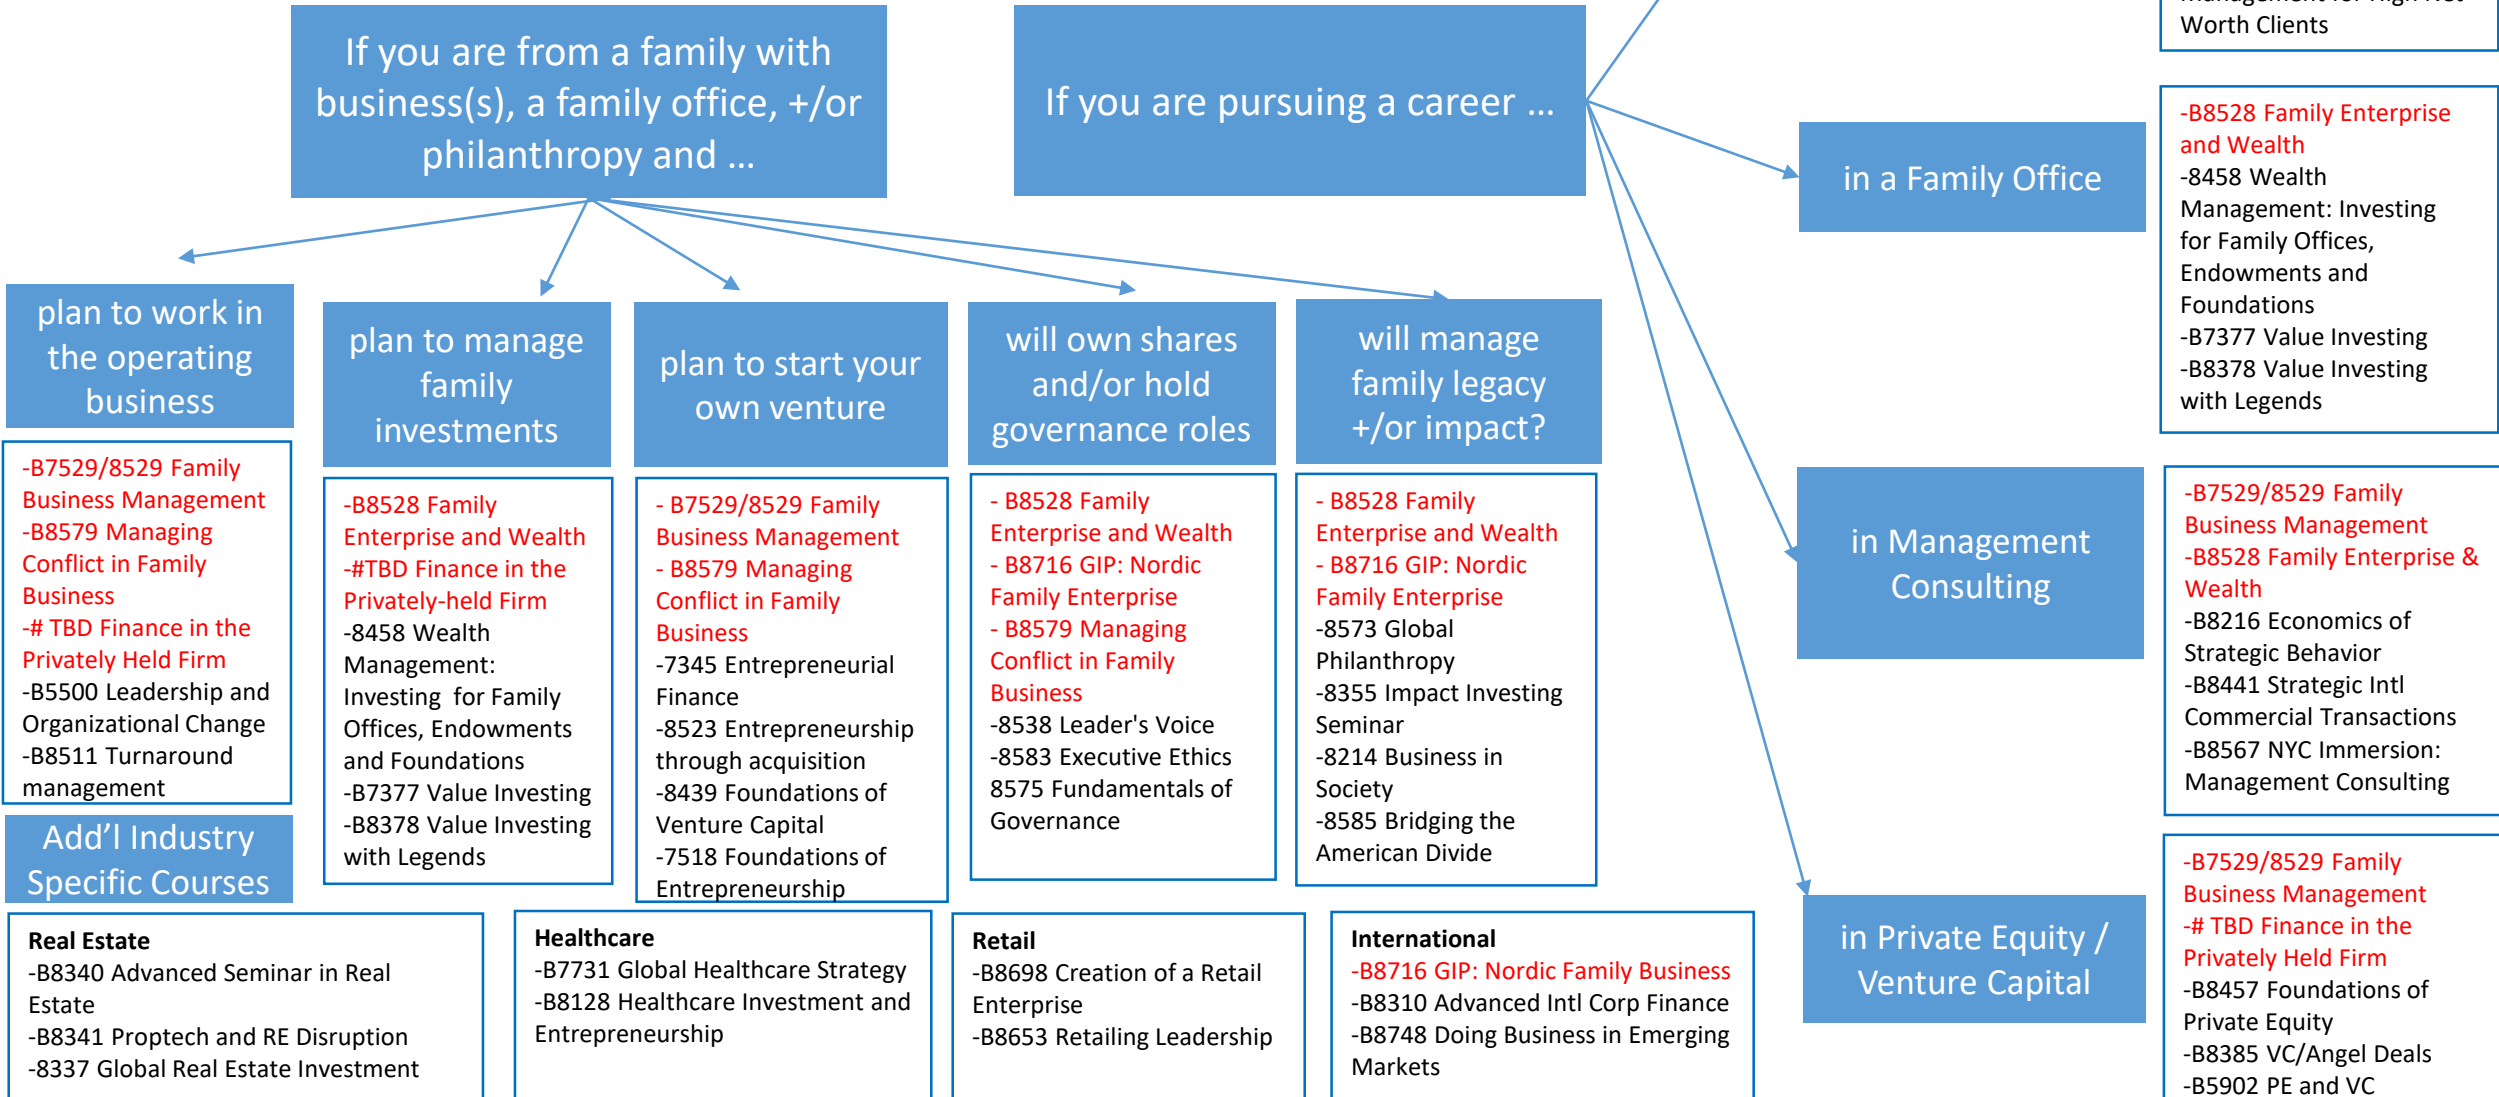 If you are from a family with
business(s), a family office, +/or
philanthropy and …
If you are pursuing a career …
Worth Clients
in a Family Office
-B8528 Family Enterprise
and Wealth
-8458 Wealth
Management: Investing
for Family Offices,
Endowments and
Foundations
-B7377 Value Investing
-B8378 Value Investing
with Legends
plan to work in
the operating
business
plan to manage
family
investments
plan to start your
own venture
will own shares
and/or hold
governance roles
will manage
family legacy
+/or impact?
-B7529/8529 Family
Business Management
-B8579 Managing
Conflict in Family
Business
-# TBD Finance in the
Privately Held Firm
-B5500 Leadership and
Organizational Change
-B8511 Turnaround
management
-B8528 Family
Enterprise and Wealth
-#TBD Finance in the
Privately-held Firm
-8458 Wealth
Management:
Investing  for Family
Offices, Endowments
and Foundations
-B7377 Value Investing
-B8378 Value Investing
with Legends
- B7529/8529 Family
Business Management
- B8579 Managing
Conflict in Family
Business
-7345 Entrepreneurial
Finance
-8523 Entrepreneurship
through acquisition
-8439 Foundations of
Venture Capital
-7518 Foundations of
Entrepreneurship
- B8528 Family
Enterprise and Wealth
- B8716 GIP: Nordic
Family Enterprise
- B8579 Managing
Conflict in Family
Business
-8538 Leader's Voice
-8583 Executive Ethics
8575 Fundamentals of
Governance
- B8528 Family
Enterprise and Wealth
- B8716 GIP: Nordic
Family Enterprise
-8573 Global
Philanthropy
-8355 Impact Investing
Seminar
-8214 Business in
Society
-8585 Bridging the
American Divide
in Management
Consulting
-B7529/8529 Family
Business Management
-B8528 Family Enterprise &
Wealth
-B8216 Economics of
Strategic Behavior
-B8441 Strategic Intl
Commercial Transactions
-B8567 NYC Immersion:
Management Consulting
Add’l Industry
Specific Courses
Real Estate
-B8340 Advanced Seminar in Real
Estate
-B8341 Proptech and RE Disruption
-8337 Global Real Estate Investment
Healthcare
-B7731 Global Healthcare Strategy
-B8128 Healthcare Investment and
Entrepreneurship
Retail
-B8698 Creation of a Retail
Enterprise
-B8653 Retailing Leadership
International
-B8716 GIP: Nordic Family Business
-B8310 Advanced Intl Corp Finance
-B8748 Doing Business in Emerging
Markets
in Private Equity /
Venture Capital
-B7529/8529 Family
Business Management
-# TBD Finance in the
Privately Held Firm
-B8457 Foundations of
Private Equity
-B8385 VC/Angel Deals
-B5902 PE and VC